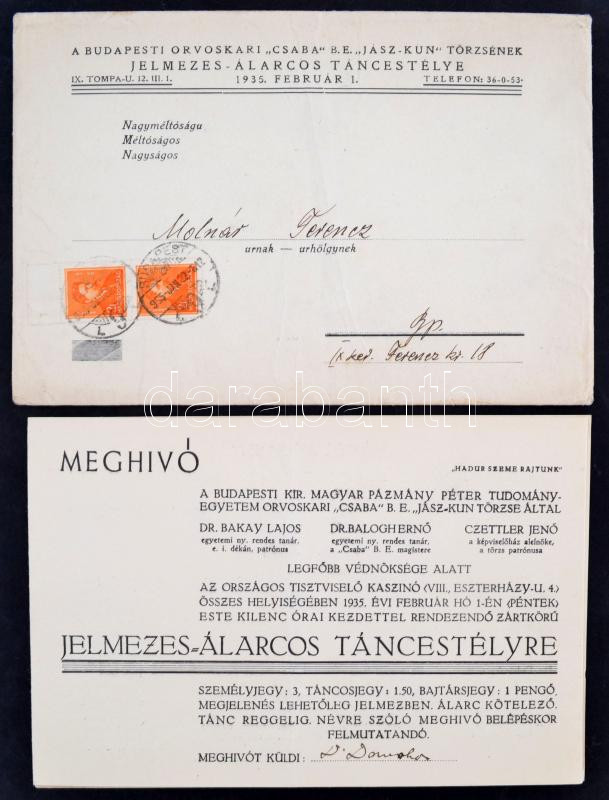 A BUDAPESTI ORVOSKARI „CSABA" B.E. „JÁSZ-KUN" TÖRZSÉNEK
JELMEZES-ÁLARCOS TÁNCESTÉLYE
IX. TOMPA-U. 12. III. 1. 1935. FEBRUÁR 1. TELEFON: 36-0-53.
Nagyméltóságu
Méltóságos
Nagyságos
Molnár Ferencz
urnak — urhölgynek
BUDAPEST
Bp.
IX ker. Ferencz kr. 18
darabanth
MEGHIVÓ
„HADUR SZEME RAJTUNK"
A BUDAPESTI KIR. MAGYAR PÁZMÁNY PÉTER TUDOMÁNY-
EGYETEM ORVOSKARI „CSABA" B. E. „JÁSZ-KUN TÖRZSE ÁLTAL
DR. BAKAY LAJOS DR. BALOGH ERNŐ CZETTLER JENŐ
egyetemi ny. rendes tanár, egyetemi ny. rendes tanár, a képviselőház alelnöke,
e. i. dékán, patrónus a „Csaba" B. E. magistere a törzs patrónusa
LEGFŐBB VÉDNÖKSÉGE ALATT
AZ ORSZÁGOS TISZTVISELŐ KASZINÓ (VIII., ESZTERHÁZY-U. 4.)
ÖSSZES HELYISÉGÉBEN 1935. ÉVI FEBRUÁR HÓ 1-ÉN (PÉNTEK)
ESTE KILENC ÓRAI KEZDETTEL RENDEZENDŐ ZÁRTKÖRŰ
JELMEZES-ÁLARCOS TÁNCESTÉLYRE
SZEMÉLYJEGY: 3, TÁNCOSJEGY: 1.50, BAJTÁRSJEGY: 1 PENGŐ.
MEGJELENÉS LEHETŐLEG JELMEZBEN. ÁLARC KÖTELEZŐ.
TÁNC REGGELIG. NÉVRE SZÓLÓ MEGHIVÓ BELÉPÉSKOR
FELMUTATANDÓ.
MEGHIVÓT KÜLDI: